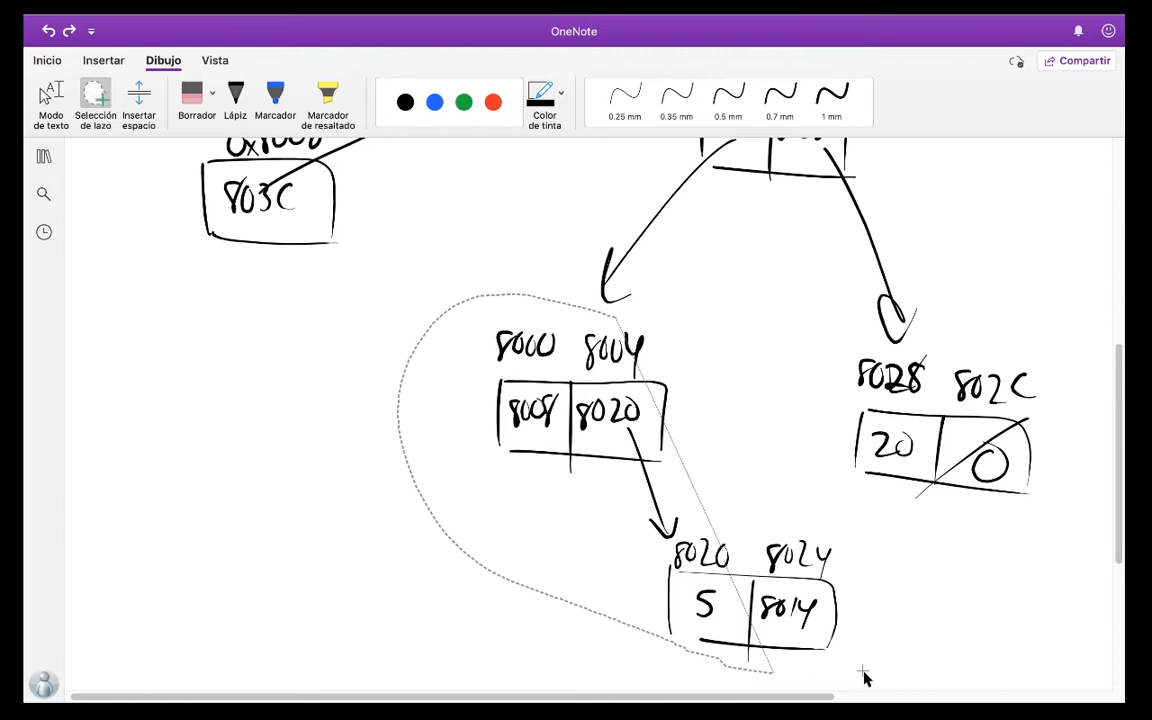 OneNote
Inicio Insertar Dibujo Vista
Compartir
Modo de texto
Selección de lazo
Insertar espacio
Borrador
Lápiz
Marcador
Marcador de resaltado
Color de tinta
0.25 mm 0.35 mm 0.5 mm 0.7 mm 1 mm
803C
8000 8004
8008 8020
8028 802C
20 0
8020 8024
5 8014